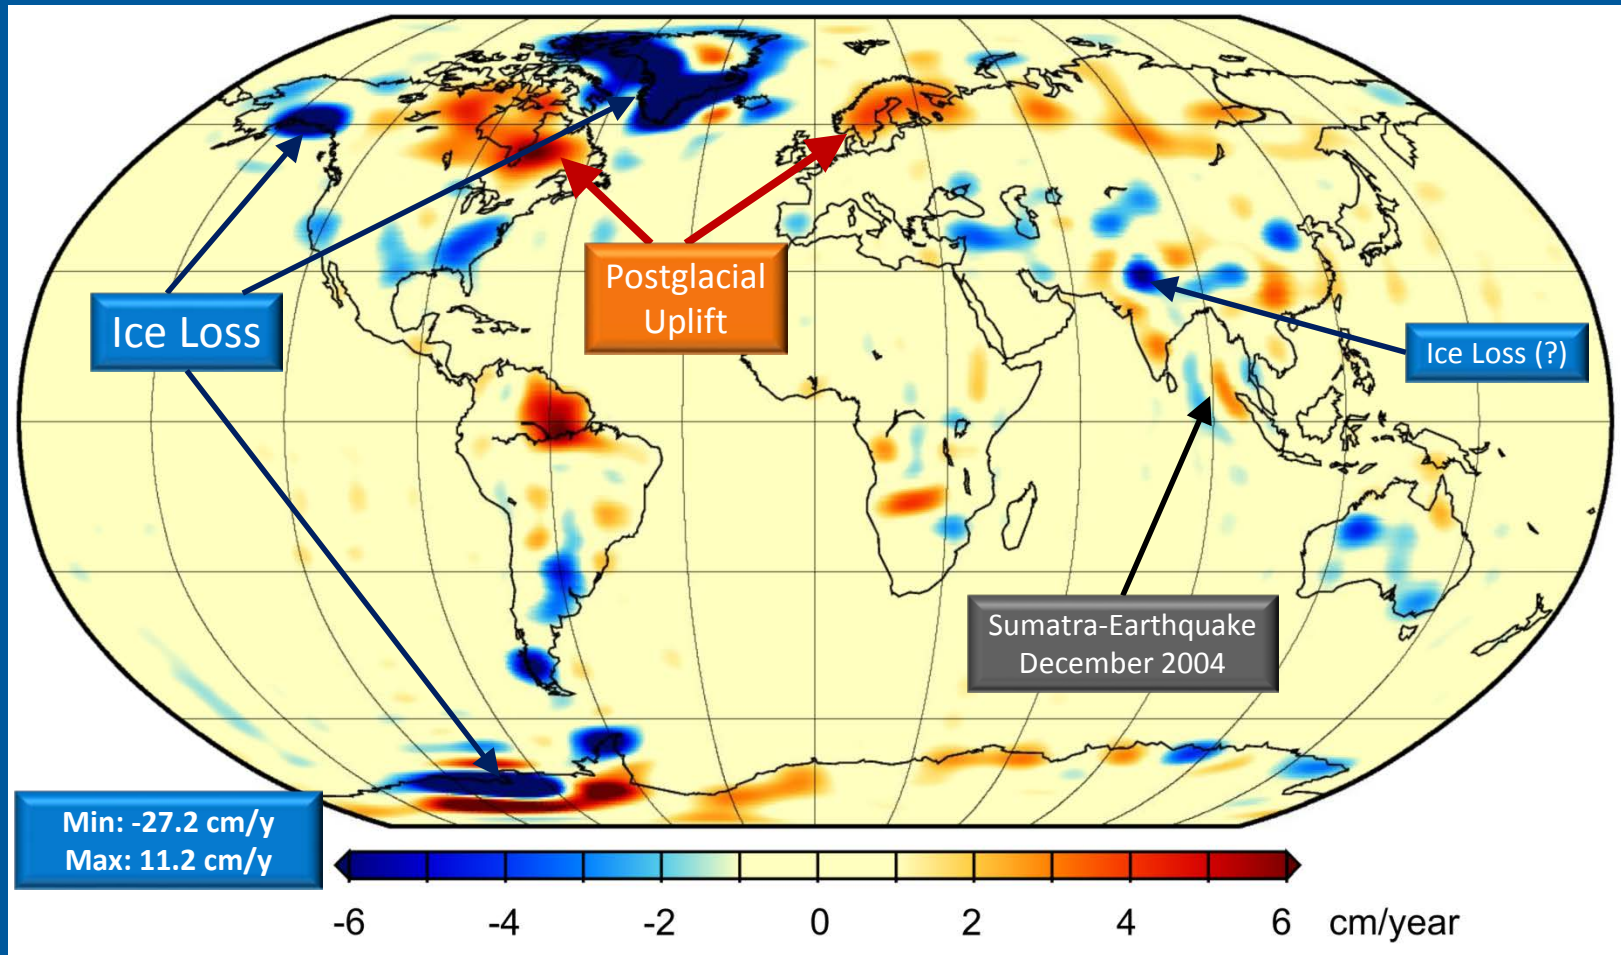 Ice Loss
Postglacial
Uplift
Ice Loss (?)
Sumatra-Earthquake
December 2004
Min: -27.2 cm/y
Max: 11.2 cm/y
-6 -4 -2 0 2 4 6 cm/year